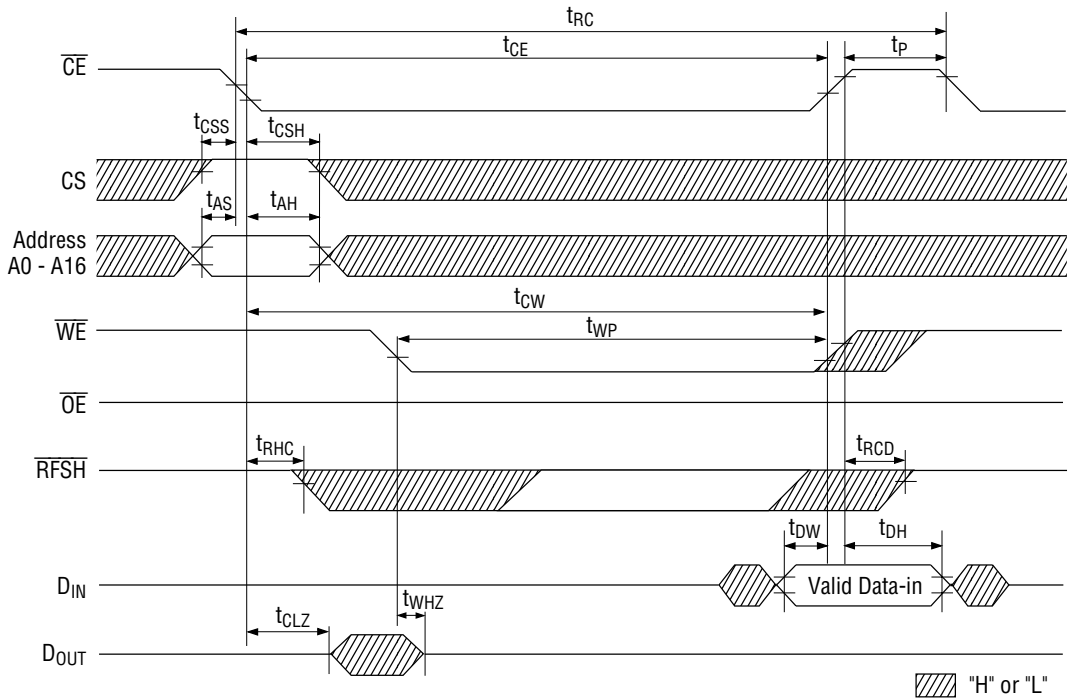 tRC
tCE
tP
CE
tCSS
tCSH
CS
tAS
tAH
Address
A0 - A16
tCW
WE
tWP
OE
tRHC
tRCD
RFSH
tDW
tDH
DIN
Valid Data-in
tWHZ
tCLZ
DOUT
"H" or "L"